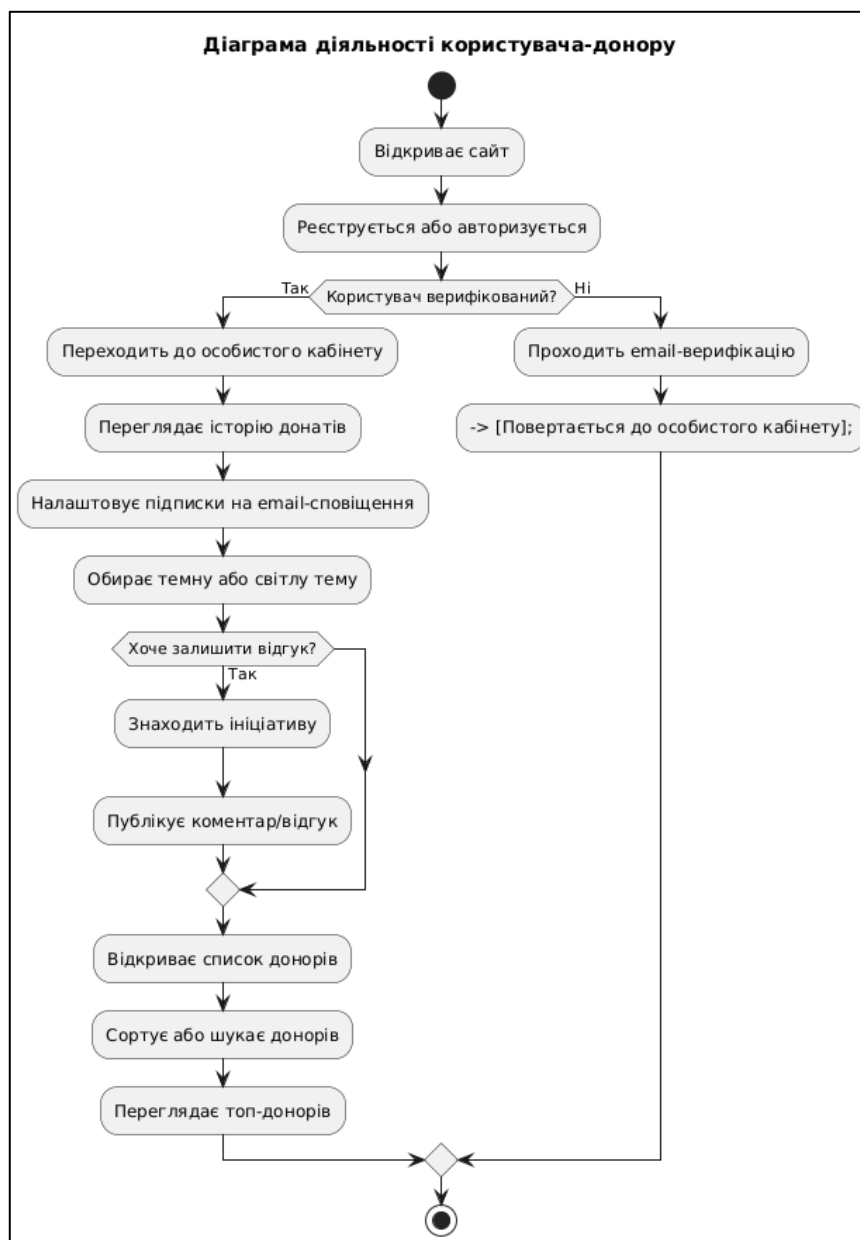 Діаграма діяльності користувача-донору
Відкриває сайт
Реєструється або авторизується
Так
Користувач верифікований?
Ні
Переходить до особистого кабінету
Проходить email-верифікацію
Переглядає історію донатів
-> [Повертається до особистого кабінету];
Налаштовує підписки на email-сповіщення
Обирає темну або світлу тему
Хоче залишити відгук?
Так
Знаходить ініціативу
Публікує коментар/відгук
Відкриває список донорів
Сортує або шукає донорів
Переглядає топ-донорів